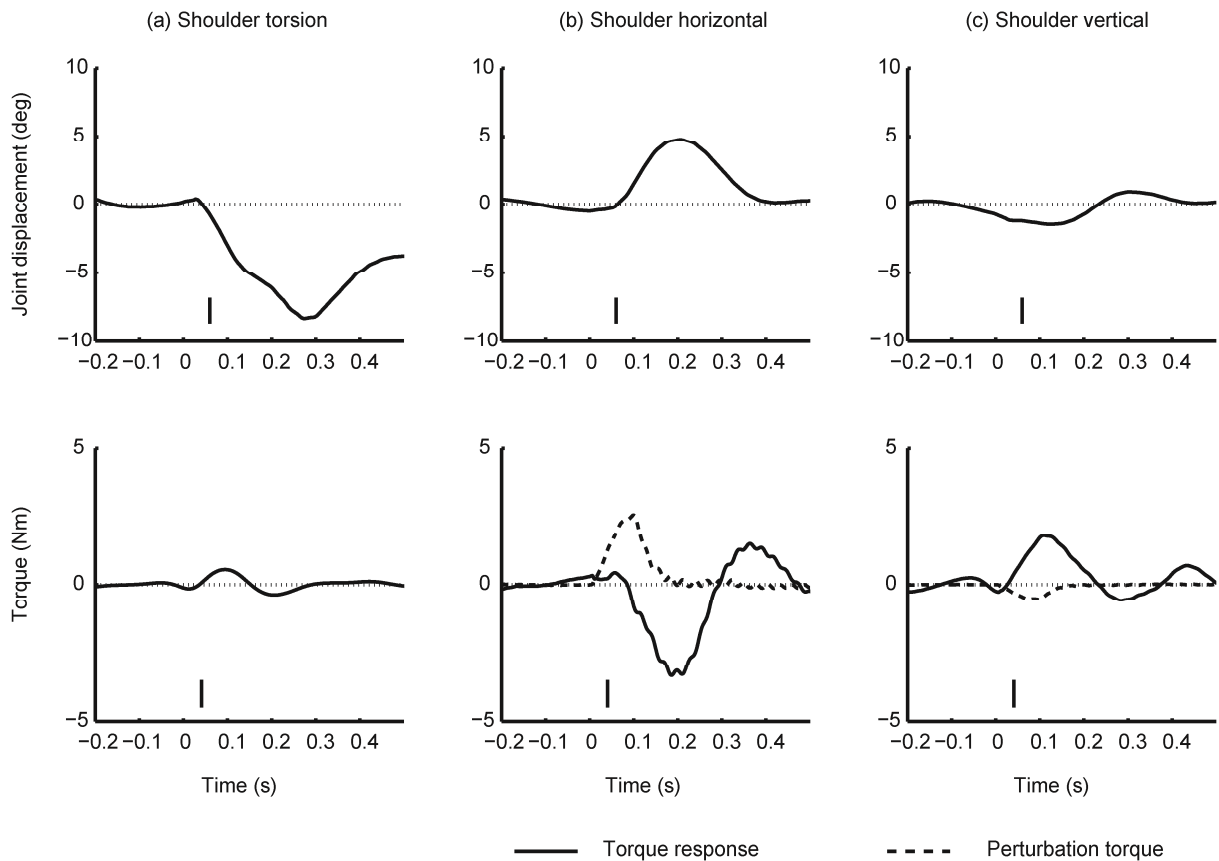 (a) Shoulder torsion
(b) Shoulder horizontal
(c) Shoulder vertical
Joint displacement (deg)
10
5
0
−5
−10
−0.2 −0.1 0 0.1 0.2 0.3 0.4
10
5
0
−5
−10
−0.2 −0.1 0 0.1 0.2 0.3 0.4
10
5
0
−5
−10
−0.2 −0.1 0 0.1 0.2 0.3 0.4
Torque (Nm)
5
0
−5
−0.2 −0.1 0 0.1 0.2 0.3 0.4
Time (s)
5
0
−5
−0.2 −0.1 0 0.1 0.2 0.3 0.4
Time (s)
5
0
−5
−0.2 −0.1 0 0.1 0.2 0.3 0.4
Time (s)
Torque response
Perturbation torque